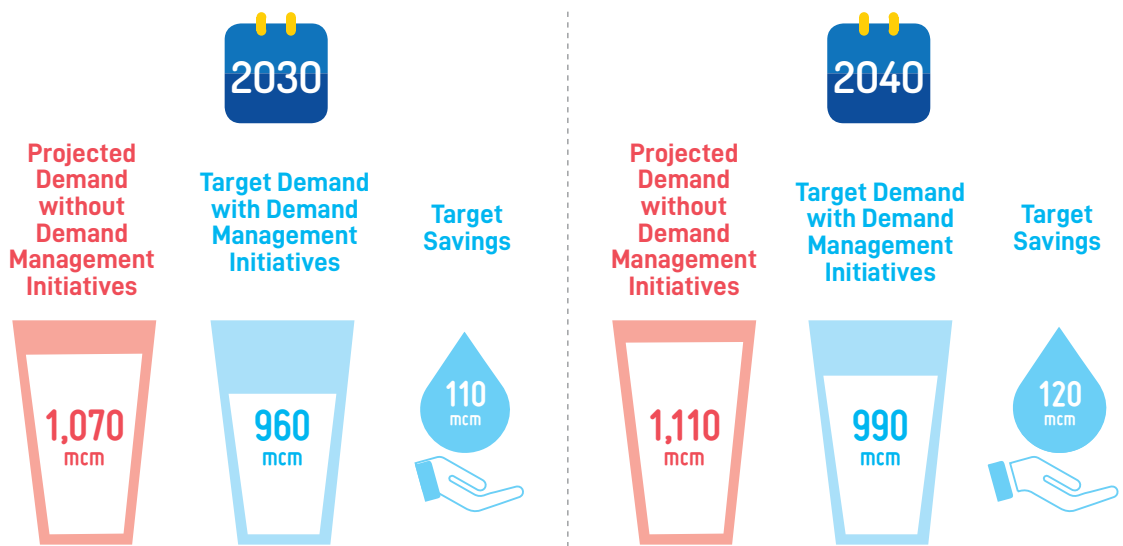 2030
Projected
Demand
without
Demand
Management
Initiatives
Target Demand
with Demand
Management
Initiatives
Target
Savings
1,070
mcm
960
mcm
110
mcm
2040
Projected
Demand
without
Demand
Management
Initiatives
Target Demand
with Demand
Management
Initiatives
Target
Savings
1,110
mcm
990
mcm
120
mcm